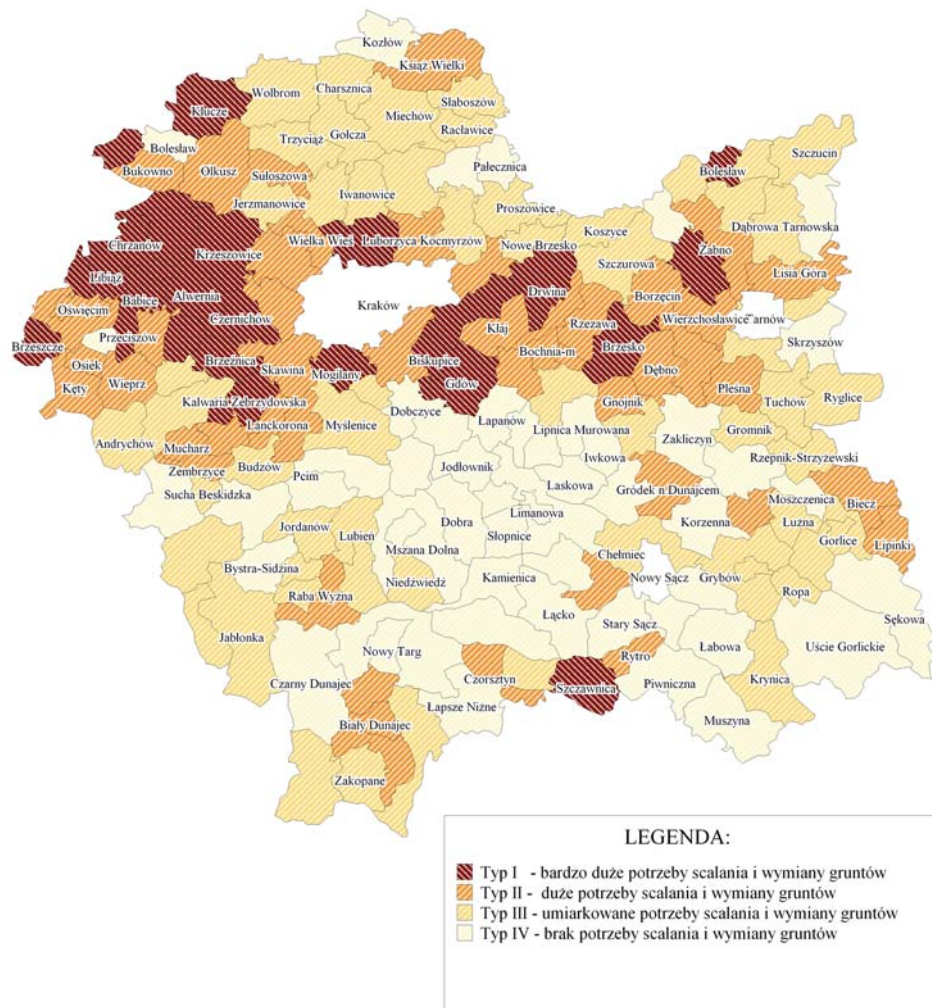 Kozłów
Książ Wielki
Wolbrom
Charsznica
Słaboszów
Klucze
Miechów
Racławice
Trzyciąż
Gołcza
Bolesław
Pałecznica
Szczucin
Bukowno
Olkusz
Sułoszowa
Bolesław
Iwanowice
Jerzmanowice
Proszowice
Koszyce
Dąbrowa Tarnowska
Chrzanów
Krzeszowice
Wielka Wieś
Luborzyca
Kocmyrzów
Nowe Brzesko
Żabno
Szczurowa
Lisia Góra
Libiąż
Babice
Alwernia
Kraków
Drwina
Borzęcin
Oświęcim
Czernichów
Rzezawa
Wierzchosławice
Tarnów
Kłaj
Przeciszów
Skrzyszów
Brzeszcze
Bochnia-m
Brzesko
Osiek
Brzeźnica
Skawina
Mogilany
Biskupice
Dębno
Kęty
Wieprz
Gdów
Pleśna
Kalwaria Zebrzydowska
Gnojnik
Tuchów
Ryglice
Dobczyce
Lanckorona
Myślenice
Łapanów
Lipnica Murowana
Zakliczyn
Gromnik
Andrychów
Mucharz
Iwkowa
Rzepnik-Strzyżewski
Zembrzyce
Budzów
Pcim
Jodłownik
Laskowa
Sucha Beskidzka
Gródek n.Dunajcem
Moszczenica
Biecz
Limanowa
Korzenna
Łużna
Jordanów
Lubień
Dobra
Słopnice
Gorlice
Lipinki
Mszana Dolna
Chełmiec
Bystra-Sidzina
Niedźwiedź
Kamienica
Nowy Sącz
Grybów
Ropa
Raba Wyżna
Łącko
Stary Sącz
Sękowa
Jabłonka
Nowy Targ
Łabowa
Uście Gorlickie
Rytro
Czarny Dunajec
Czorsztyn
Szczawnica
Piwniczna
Krynica
Łapsze Niżne
Biały Dunajec
Muszyna
Zakopane
LEGENDA:
Typ I - bardzo duże potrzeby scalania i wymiany gruntów
Typ II - duże potrzeby scalania i wymiany gruntów
Typ III - umiarkowane potrzeby scalania i wymiany gruntów
Typ IV - brak potrzeby scalania i wymiany gruntów